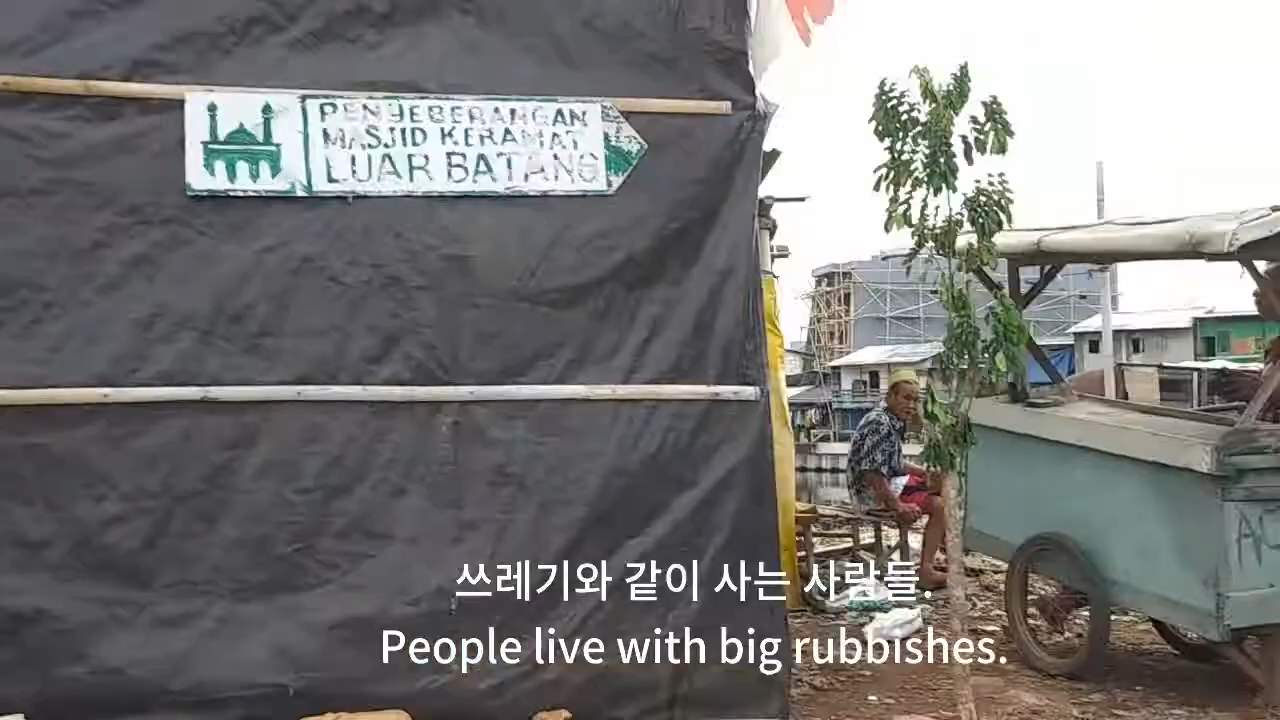 PENYEBERANGAN
MASJID KERAMAT
LUAR BATANG
쓰레기와 같이 사는 사람들.
People live with big rubbishes.